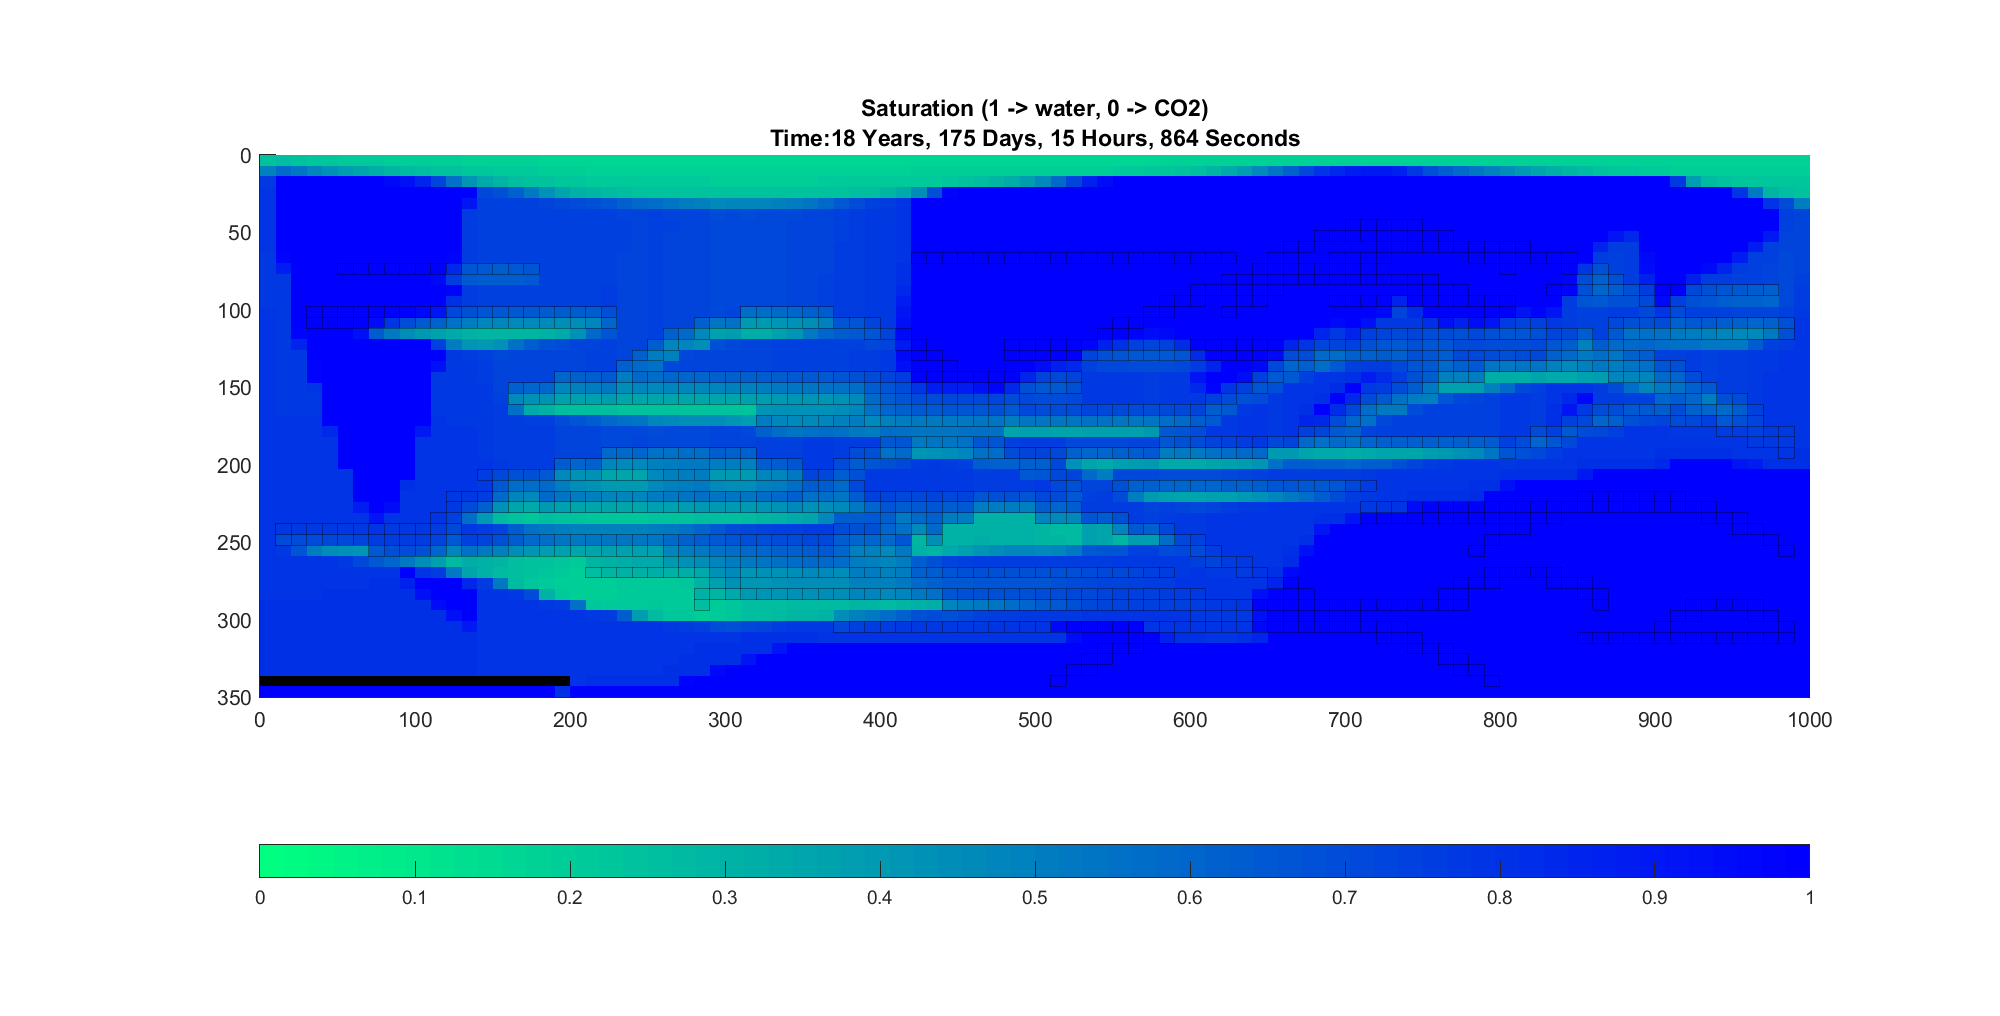 Saturation (1 -> water, 0 -> CO2)
Time:18 Years, 175 Days, 15 Hours, 864 Seconds
0
50
100
150
200
250
300
350
0 100 200 300 400 500 600 700 800 900 1000
0 0.1 0.2 0.3 0.4 0.5 0.6 0.7 0.8 0.9 1